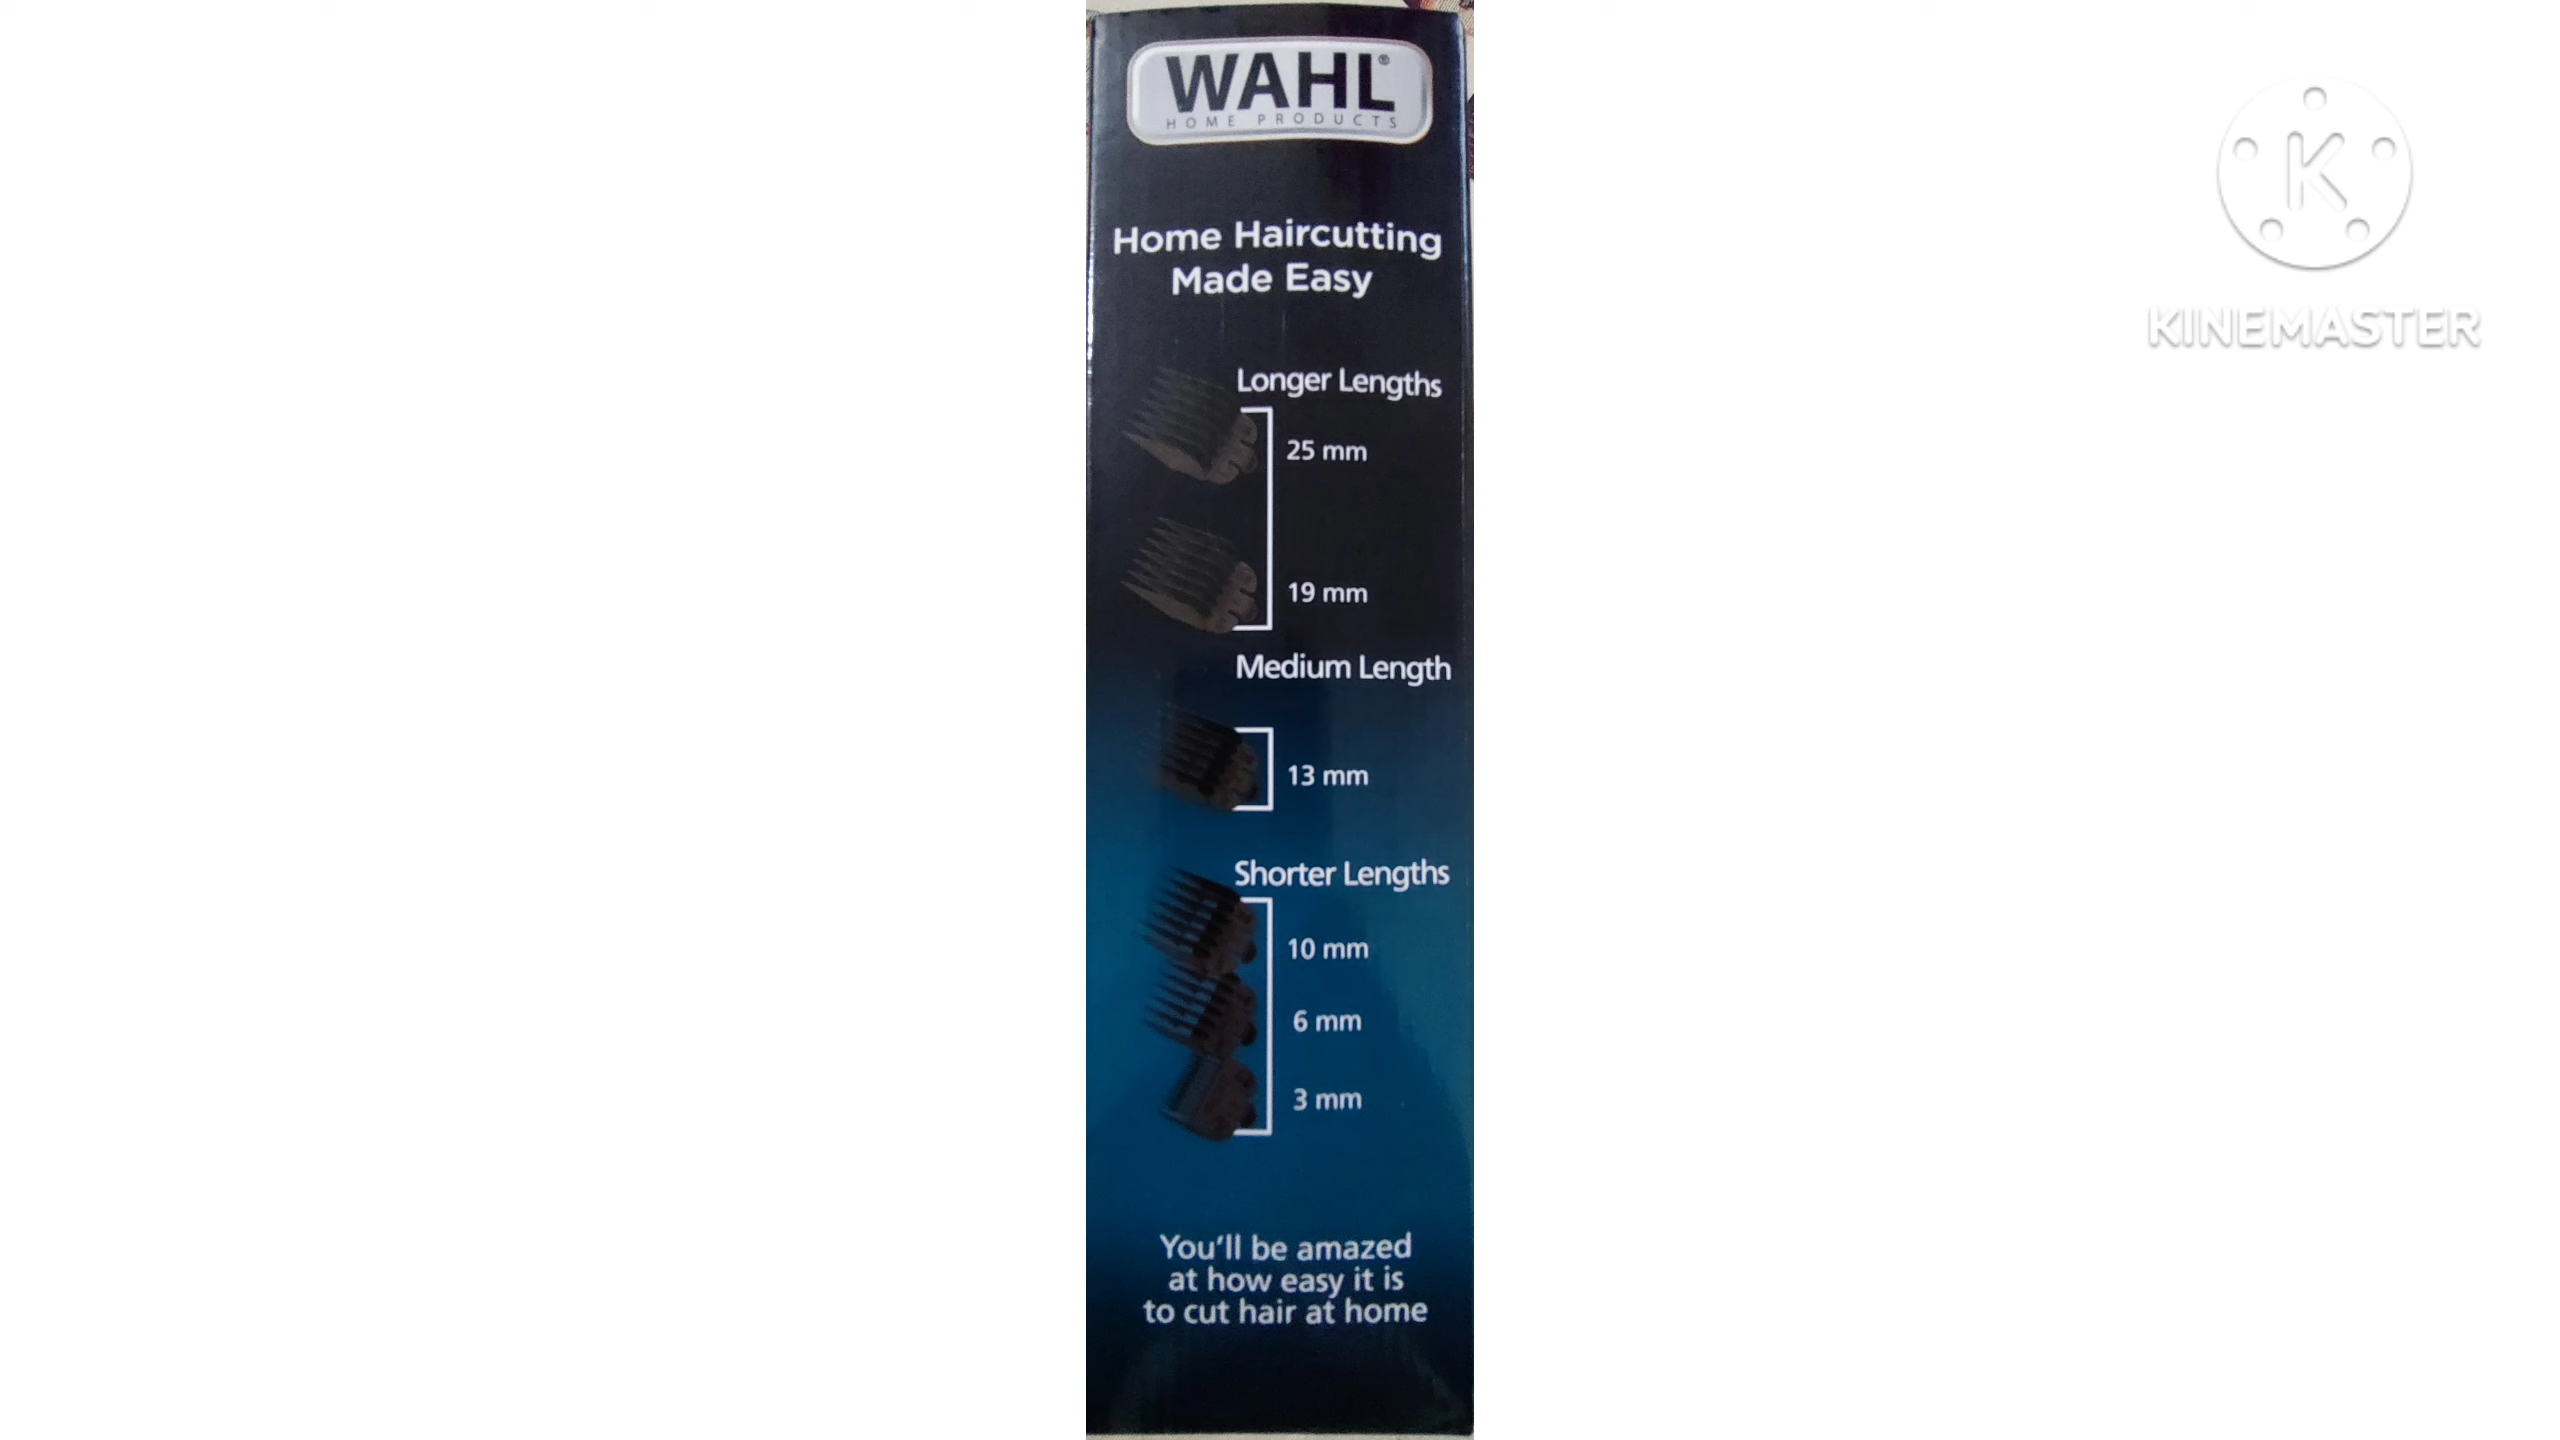 WAHL®
HOME PRODUCTS
Home Haircutting
Made Easy
Longer Lengths
25 mm
19 mm
Medium Length
13 mm
Shorter Lengths
10 mm
6 mm
3 mm
You'll be amazed
at how easy it is
to cut hair at home
K
KINEMASTER